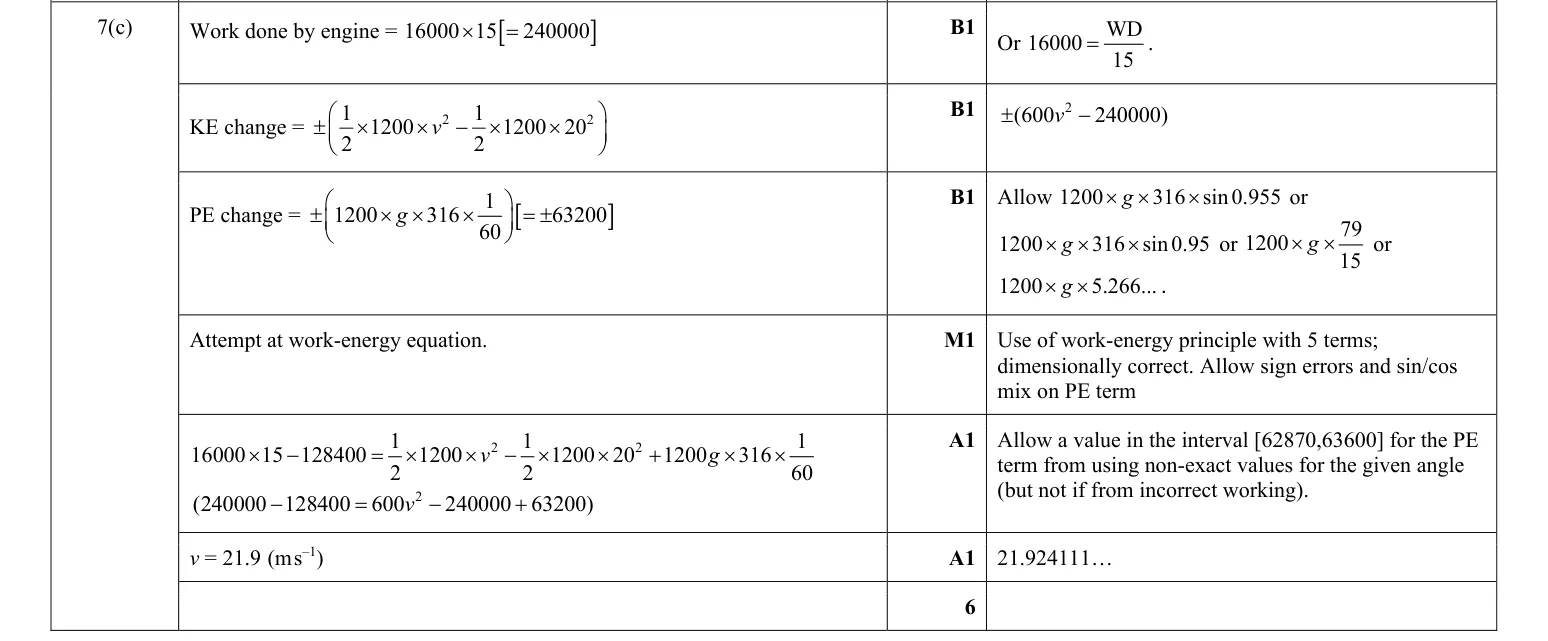 7(c)
Work done by engine = 16000×15[= 240000]
B1
Or 16000 = WD/15 .
KE change = ±(1/2 ×1200× v² − 1/2 ×1200×20²)
B1
±(600v² − 240000)
PE change = ±(1200× g ×316× 1/60)[= ±63200]
B1
Allow 1200× g ×316×sin 0.955 or
1200× g ×316×sin 0.95 or 1200× g × 79/15 or
1200× g ×5.266... .
Attempt at work-energy equation.
M1
Use of work-energy principle with 5 terms;
dimensionally correct. Allow sign errors and sin/cos
mix on PE term
16000×15−128400 = 1/2 ×1200× v² − 1/2 ×1200×20² +1200g ×316× 1/60
(240000−128400 = 600v² − 240000 + 63200)
A1
Allow a value in the interval [62870,63600] for the PE
term from using non-exact values for the given angle
(but not if from incorrect working).
v = 21.9 (ms⁻¹)
A1
21.924111…
6